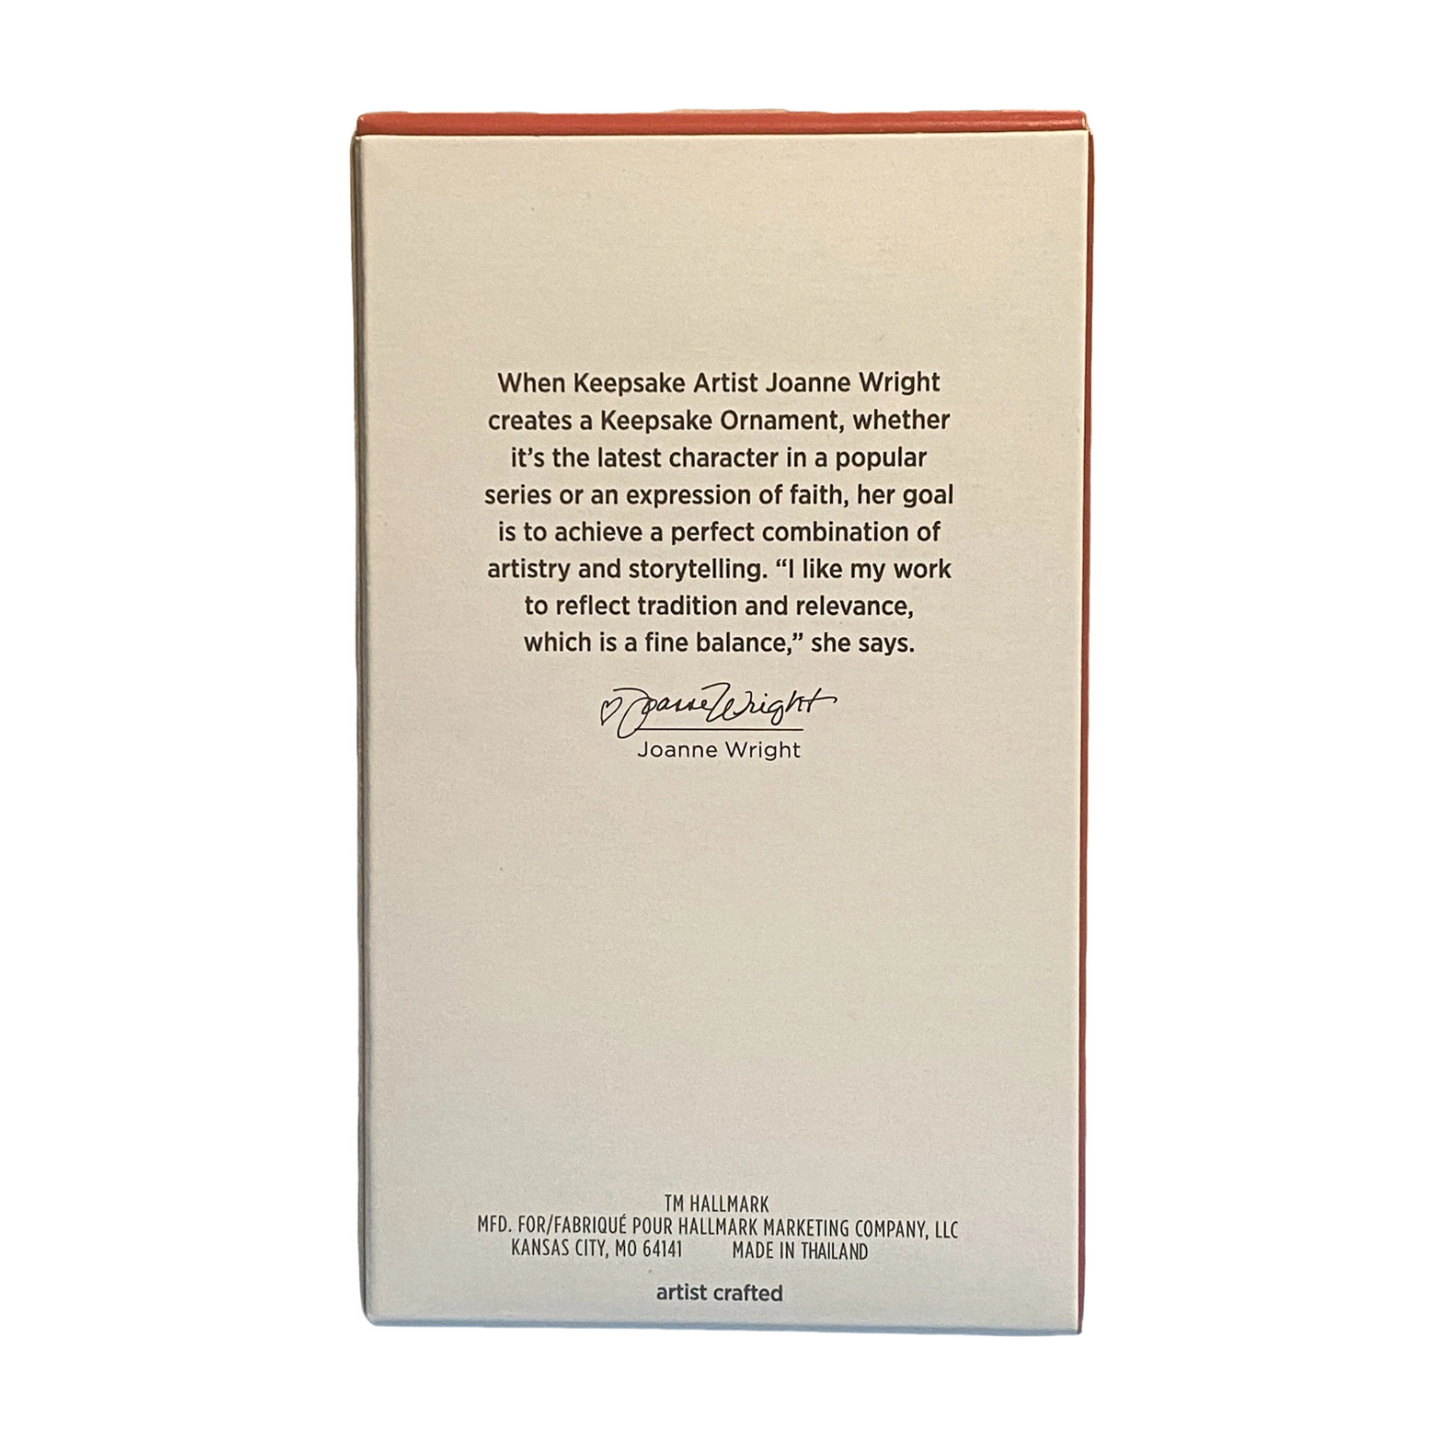 When Keepsake Artist Joanne Wright
creates a Keepsake Ornament, whether
it's the latest character in a popular
series or an expression of faith, her goal
is to achieve a perfect combination of
artistry and storytelling. “I like my work
to reflect tradition and relevance,
which is a fine balance,” she says.
♡Joanne Wright
Joanne Wright
TM HALLMARK
MFD. FOR/FABRIQUÉ POUR HALLMARK MARKETING COMPANY, LLC
KANSAS CITY, MO 64141 MADE IN THAILAND
artist crafted